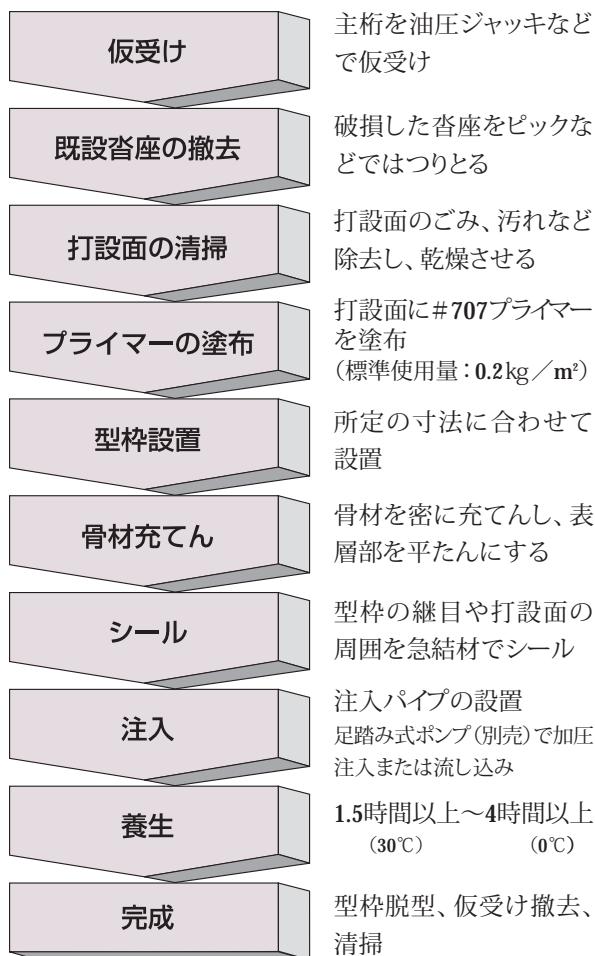 仮受け
主桁を油圧ジャッキなど
で仮受け
既設沓座の撤去
破損した沓座をピックな
どではつりとる
打設面の清掃
打設面のごみ、汚れなど
除去し、乾燥させる
プライマーの塗布
打設面に＃707プライマー
を塗布
（標準使用量：0.2kg／m²）
型枠設置
所定の寸法に合わせて
設置
骨材充てん
骨材を密に充てんし、表
層部を平たんにする
シール
型枠の継目や打設面の
周囲を急結材でシール
注入
注入パイプの設置
足踏み式ポンプ（別売）で加圧
注入または流し込み
養生
1.5時間以上～4時間以上
（30℃） （0℃）
完成
型枠脱型、仮受け撤去、
清掃